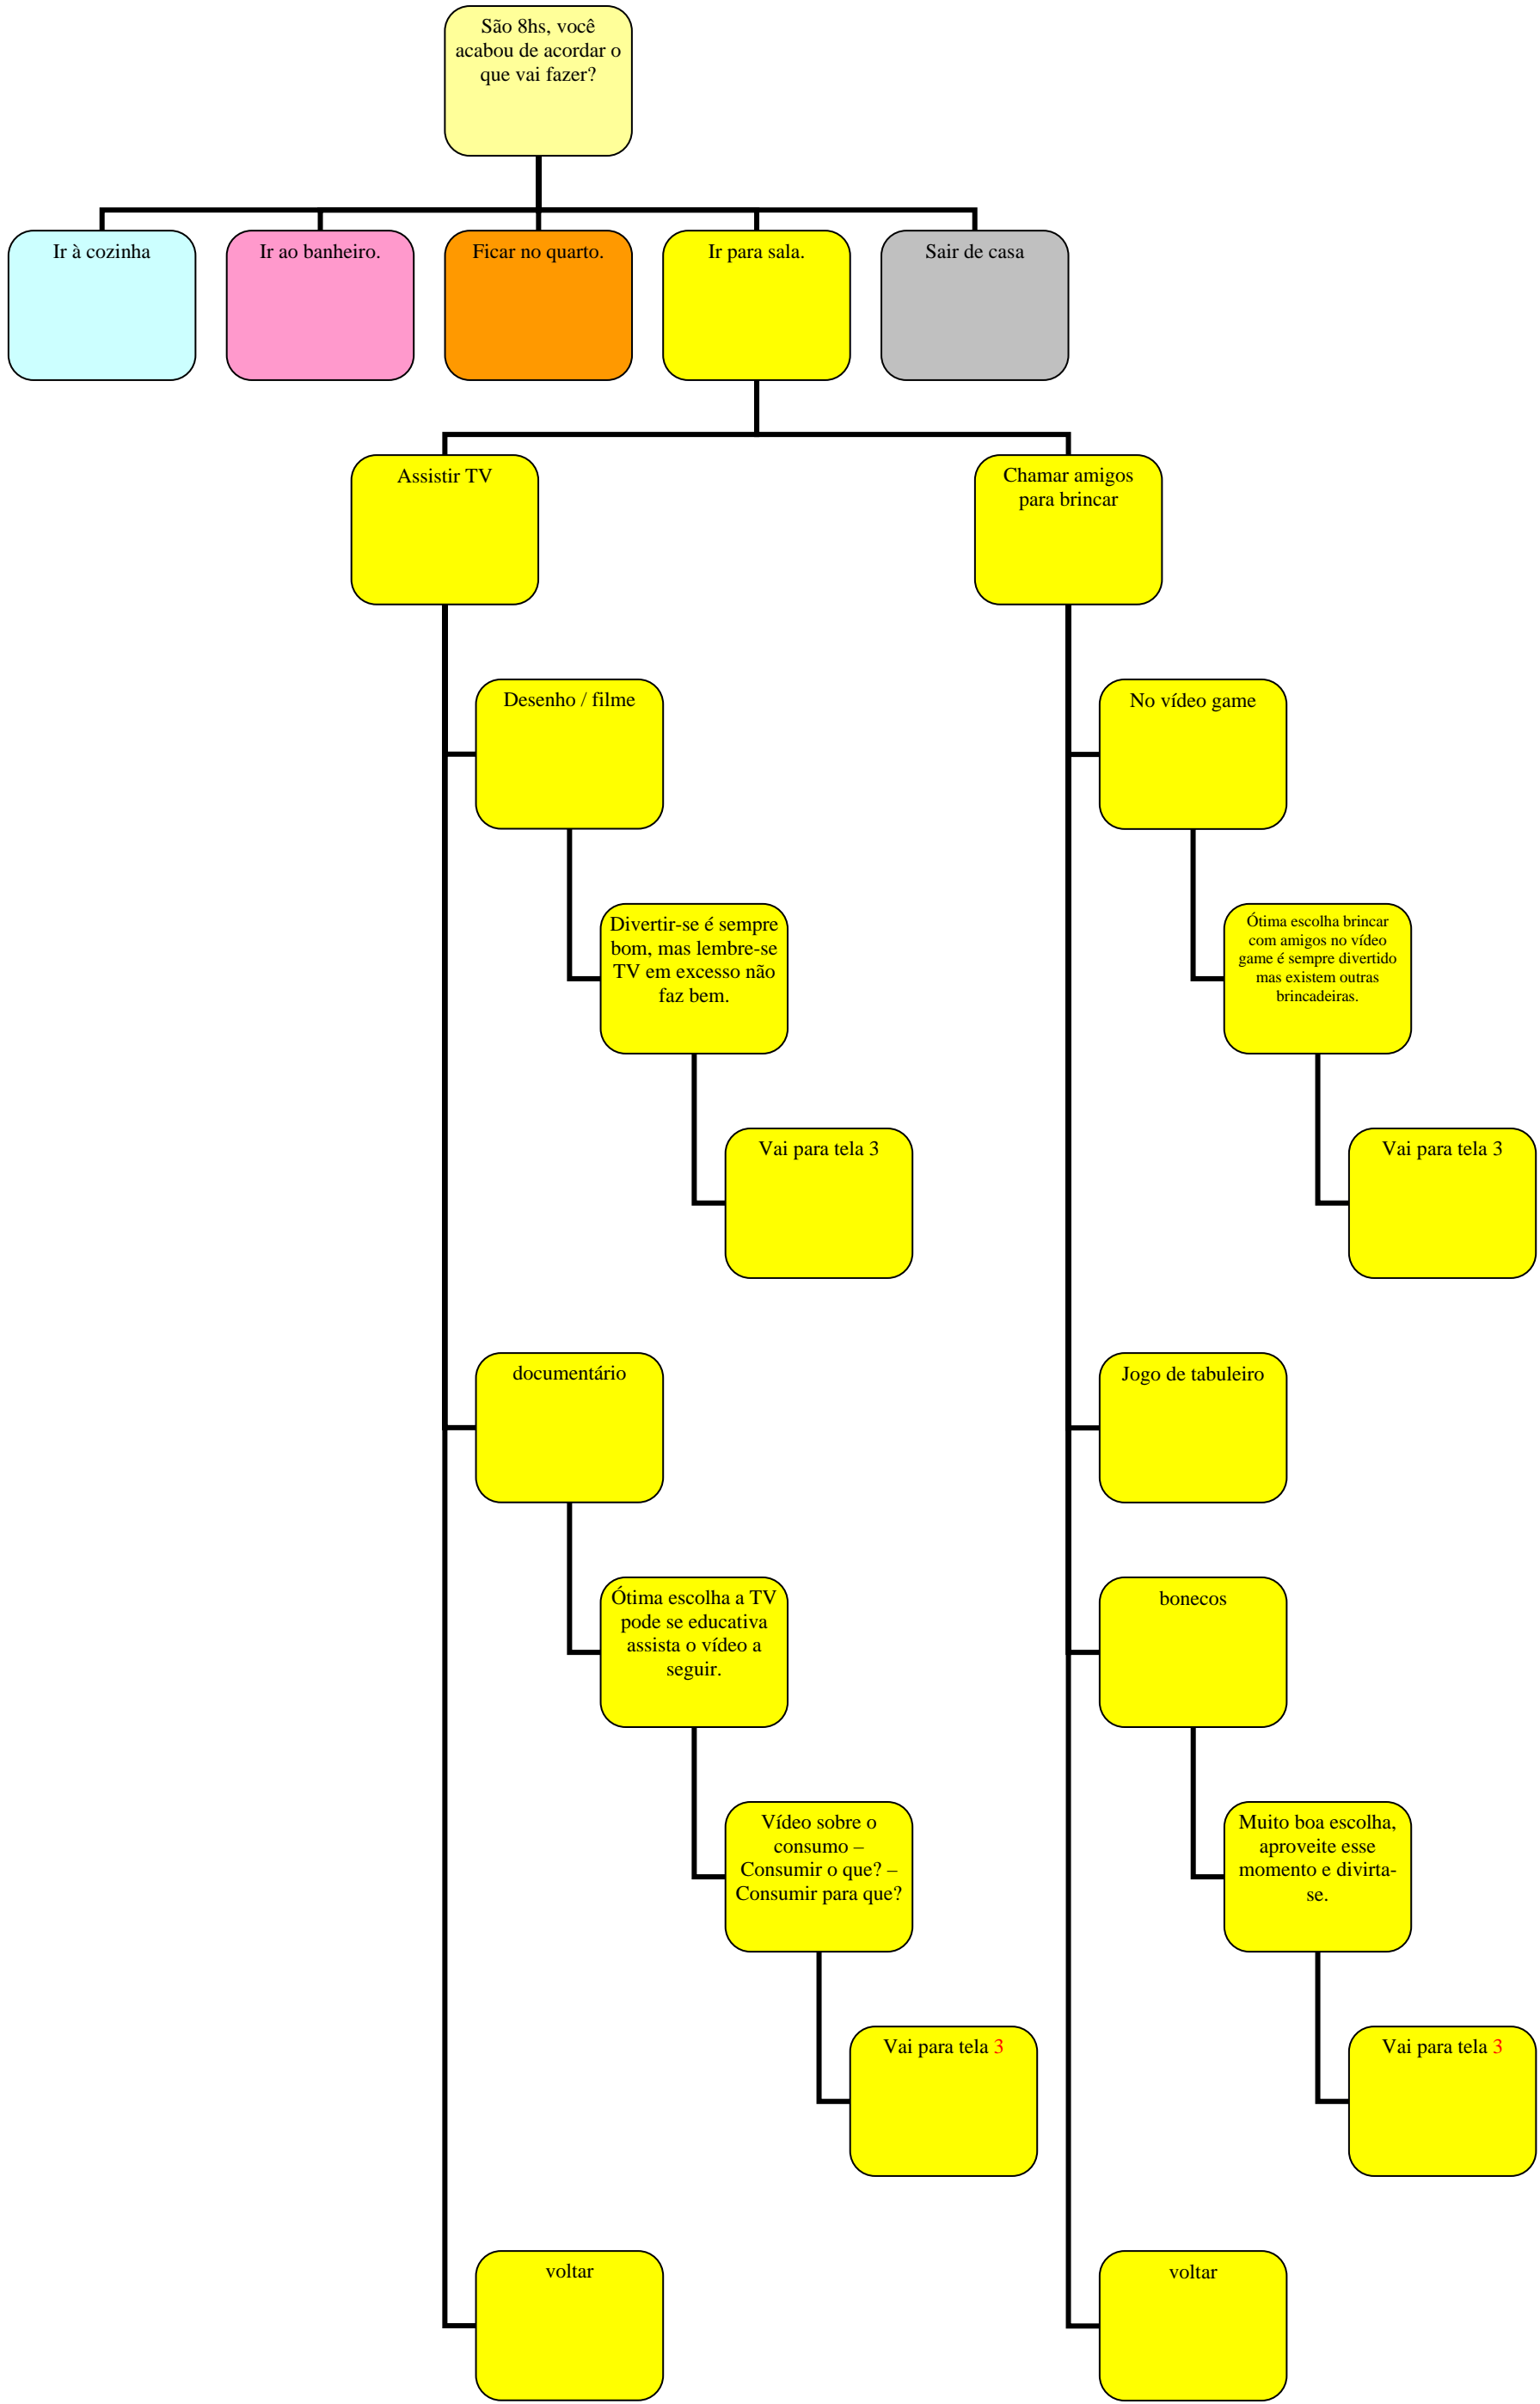 São 8hs, você
acabou de acordar o
que vai fazer?
Ir à cozinha
Ir ao banheiro.
Ficar no quarto.
Ir para sala.
Sair de casa
Assistir TV
Chamar amigos
para brincar
Desenho / filme
No vídeo game
Divertir-se é sempre
bom, mas lembre-se
TV em excesso não
faz bem.
Ótima escolha brincar
com amigos no vídeo
game é sempre divertido
mas existem outras
brincadeiras.
Vai para tela 3
Vai para tela 3
documentário
Jogo de tabuleiro
Ótima escolha a TV
pode se educativa
assista o vídeo a
seguir.
bonecos
Vídeo sobre o
consumo –
Consumir o que? –
Consumir para que?
Muito boa escolha,
aproveite esse
momento e divirta-
se.
Vai para tela 3
Vai para tela 3
voltar
voltar